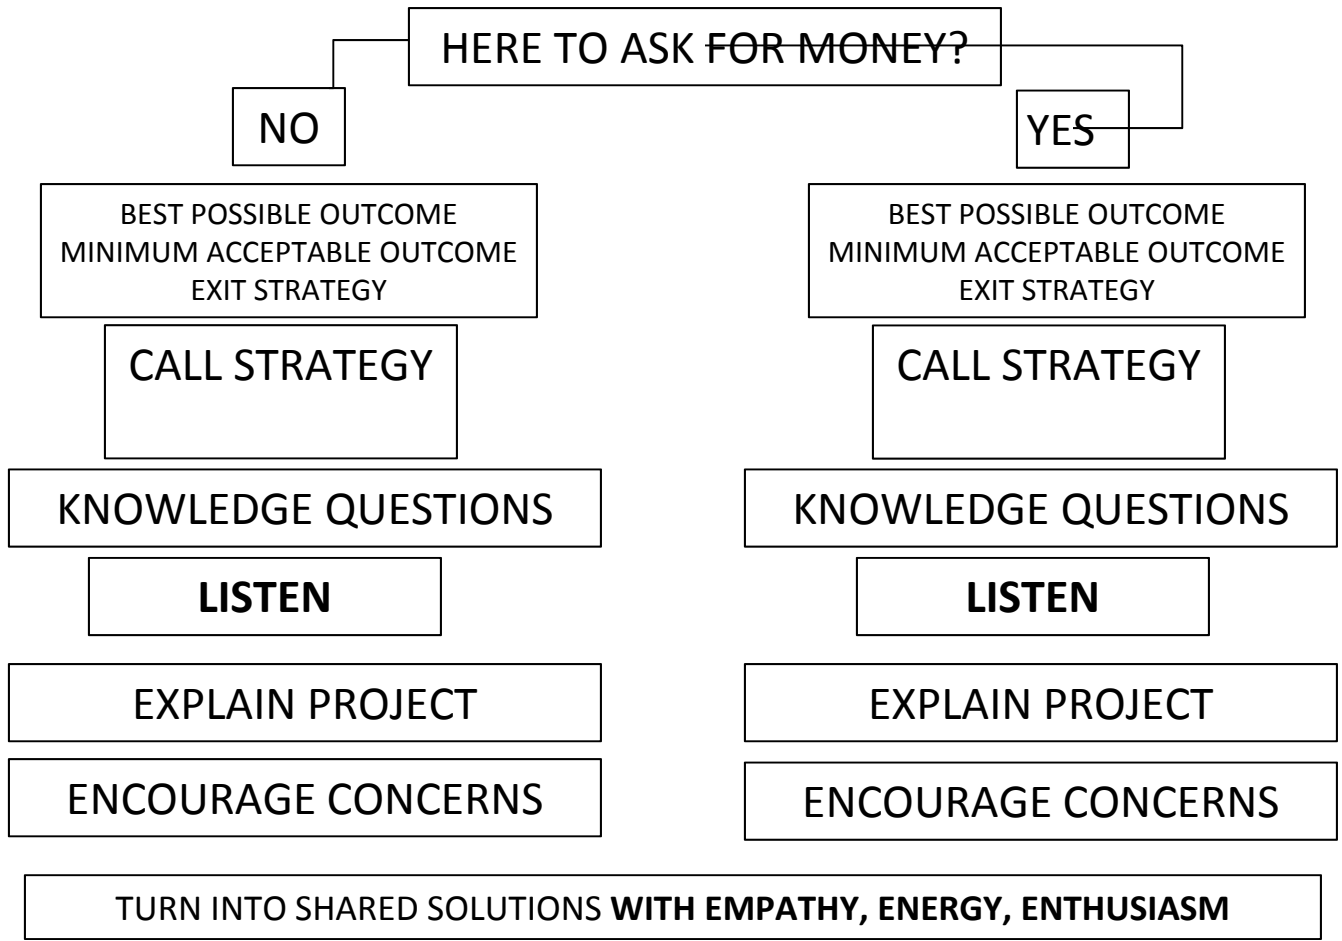 HERE TO ASK FOR MONEY?
NO
YES
BEST POSSIBLE OUTCOME
MINIMUM ACCEPTABLE OUTCOME
EXIT STRATEGY
BEST POSSIBLE OUTCOME
MINIMUM ACCEPTABLE OUTCOME
EXIT STRATEGY
CALL STRATEGY
CALL STRATEGY
KNOWLEDGE QUESTIONS
KNOWLEDGE QUESTIONS
LISTEN
LISTEN
EXPLAIN PROJECT
EXPLAIN PROJECT
ENCOURAGE CONCERNS
ENCOURAGE CONCERNS
TURN INTO SHARED SOLUTIONS WITH EMPATHY, ENERGY, ENTHUSIASM